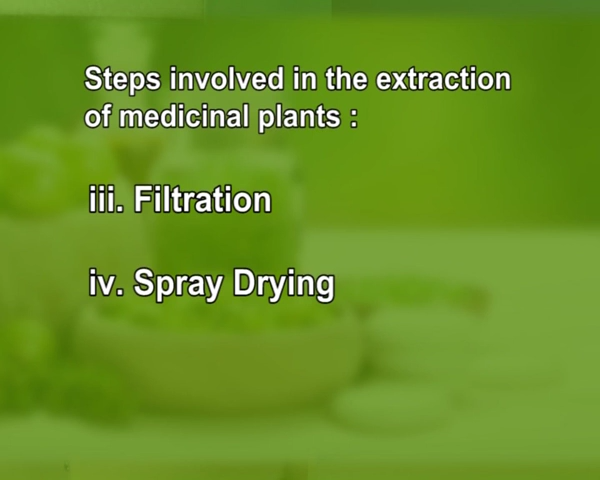 Steps involved in the extraction
of medicinal plants :
iii. Filtration
iv. Spray Drying